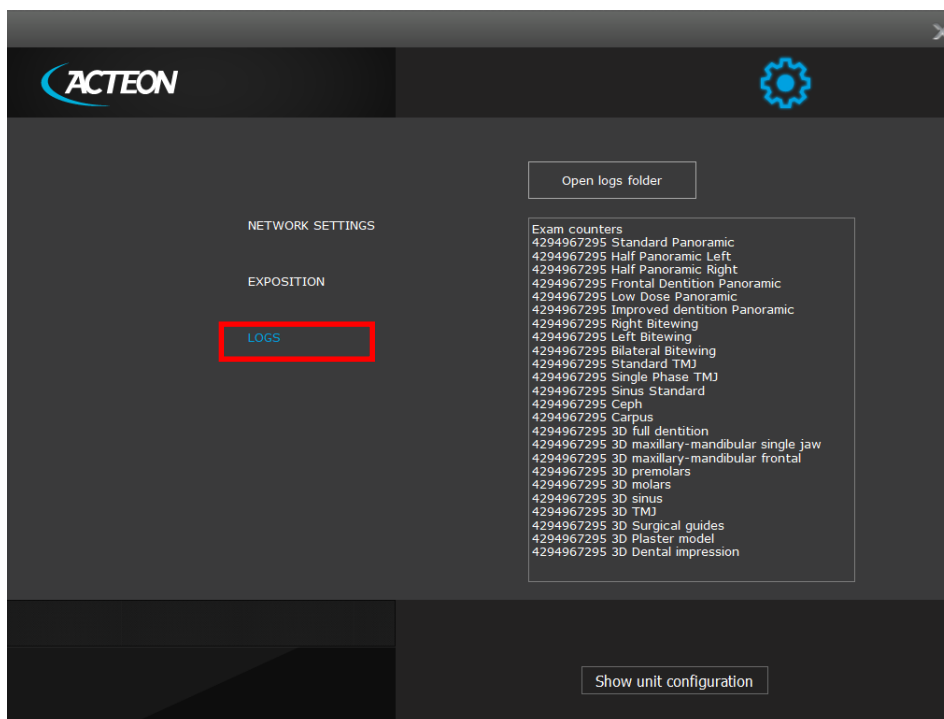 ACTEON
Open logs folder
NETWORK SETTINGS
EXPOSITION
LOGS
Exam counters
4294967295 Standard Panoramic
4294967295 Half Panoramic Left
4294967295 Half Panoramic Right
4294967295 Frontal Dentition Panoramic
4294967295 Low Dose Panoramic
4294967295 Improved dentition Panoramic
4294967295 Right Bitewing
4294967295 Left Bitewing
4294967295 Bilateral Bitewing
4294967295 Standard TMJ
4294967295 Single Phase TMJ
4294967295 Sinus Standard
4294967295 Ceph
4294967295 Carpus
4294967295 3D full dentition
4294967295 3D maxillary-mandibular single jaw
4294967295 3D maxillary-mandibular frontal
4294967295 3D premolars
4294967295 3D molars
4294967295 3D sinus
4294967295 3D TMJ
4294967295 3D Surgical guides
4294967295 3D Plaster model
4294967295 3D Dental impression
Show unit configuration